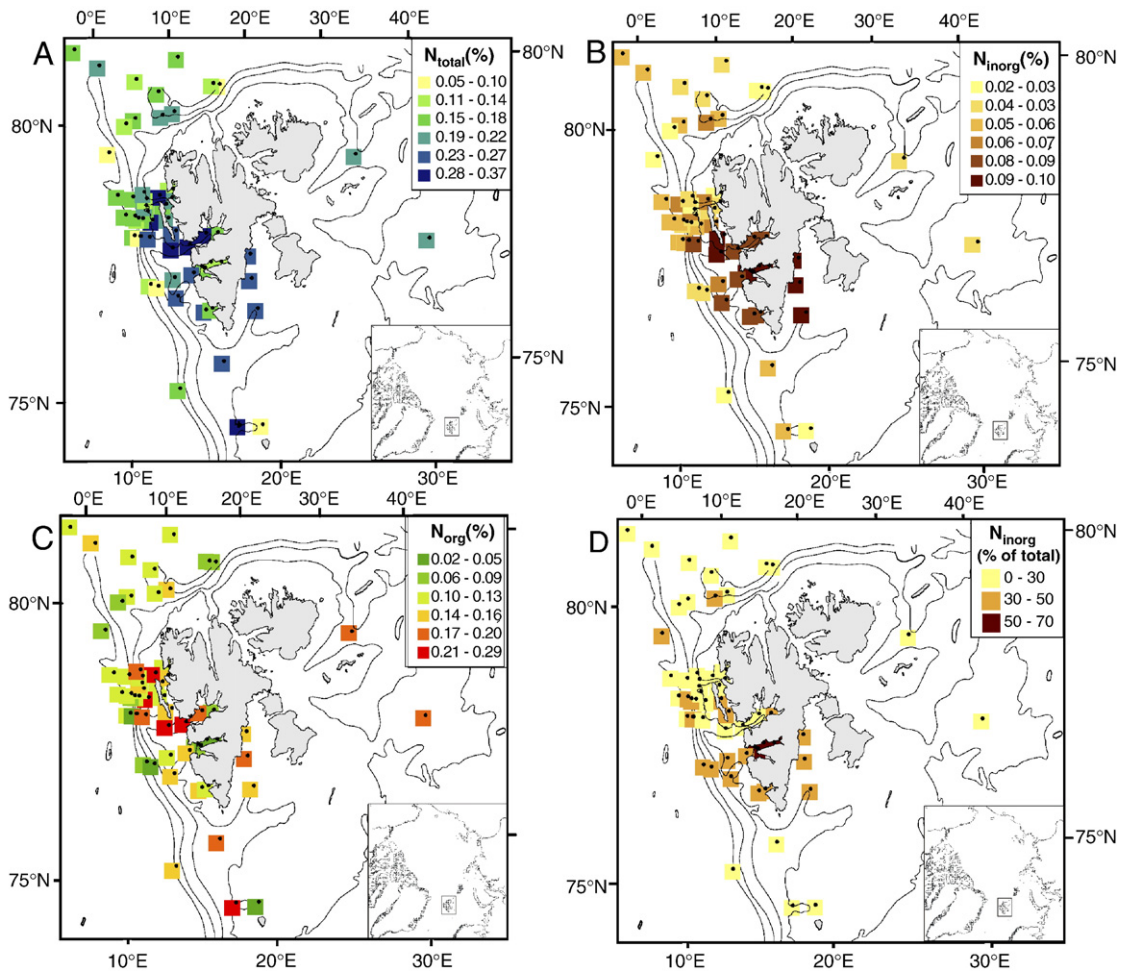 0°E 10°E 20°E 30°E 40°E
A
N_total(%)
0.05 - 0.10
0.11 - 0.14
0.15 - 0.18
0.19 - 0.22
0.23 - 0.27
0.28 - 0.37
80°N
80°N
75°N
75°N
10°E 20°E 30°E
0°E 10°E 20°E 30°E 40°E
B
N_inorg(%)
0.02 - 0.03
0.04 - 0.03
0.05 - 0.06
0.06 - 0.07
0.08 - 0.09
0.09 - 0.10
80°N
80°N
75°N
75°N
10°E 20°E 30°E
0°E 10°E 20°E 30°E 40°E
C
N_org(%)
0.02 - 0.05
0.06 - 0.09
0.10 - 0.13
0.14 - 0.16
0.17 - 0.20
0.21 - 0.29
80°N
75°N
10°E 20°E 30°E
0°E 10°E 20°E 30°E 40°E
D
N_inorg
(% of total)
0 - 30
30 - 50
50 - 70
80°N
80°N
75°N
75°N
10°E 20°E 30°E